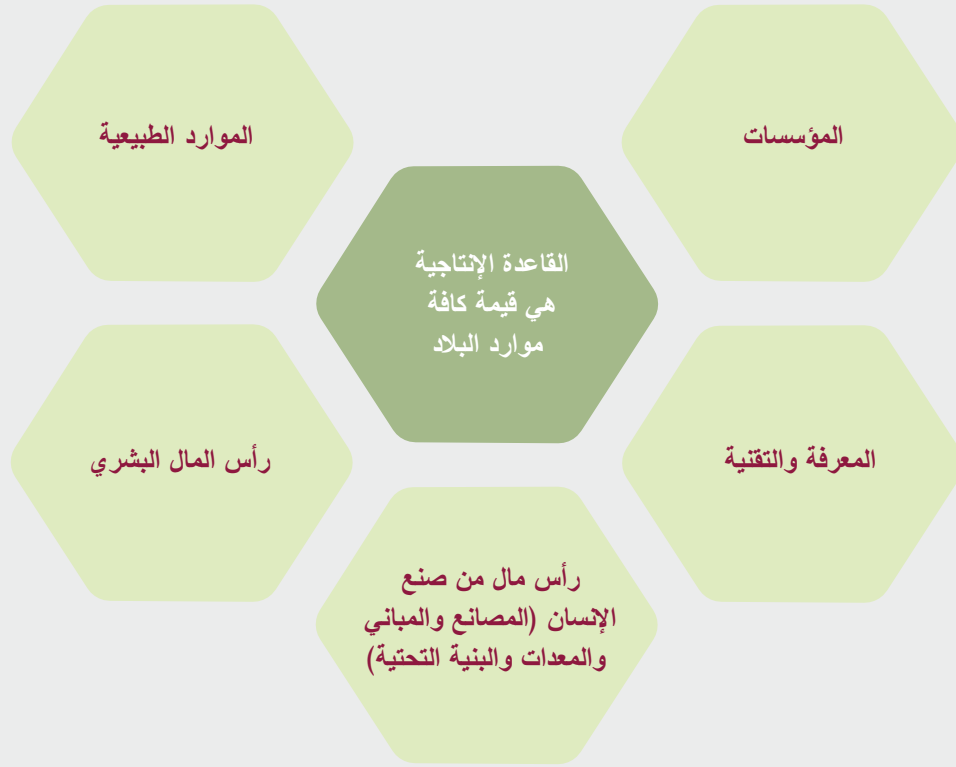 المؤسسات
الموارد الطبيعية
القاعدة الإنتاجية
هي قيمة كافة
موارد البلاد
المعرفة والتقنية
رأس المال البشري
رأس مال من صنع
الإنسان (المصانع والمباني
والمعدات والبنية التحتية)